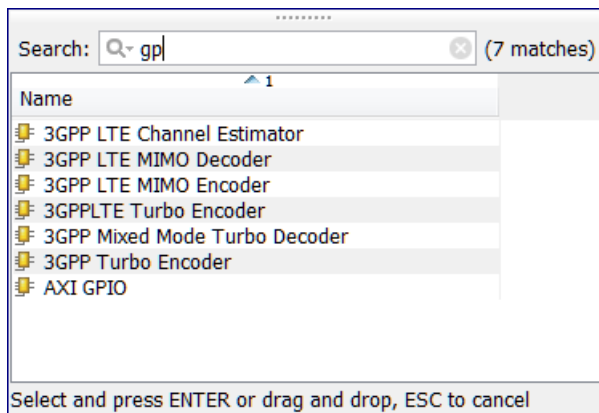 Search: gp (7 matches)
1
Name
3GPP LTE Channel Estimator
3GPP LTE MIMO Decoder
3GPP LTE MIMO Encoder
3GPPLTE Turbo Encoder
3GPP Mixed Mode Turbo Decoder
3GPP Turbo Encoder
AXI GPIO
Select and press ENTER or drag and drop, ESC to cancel